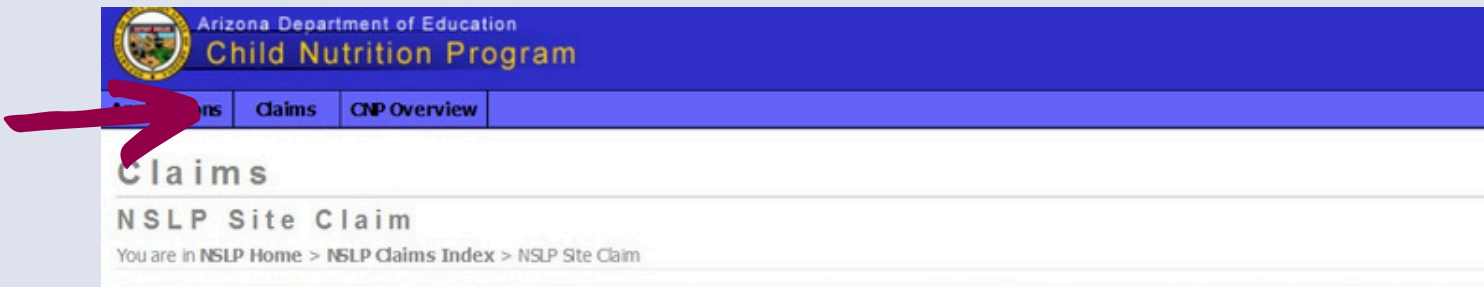 Arizona Department of Education
Child Nutrition Program
Claims CNP Overview
Claims
NSLP Site Claim
You are in NSLP Home > NSLP Claims Index > NSLP Site Claim